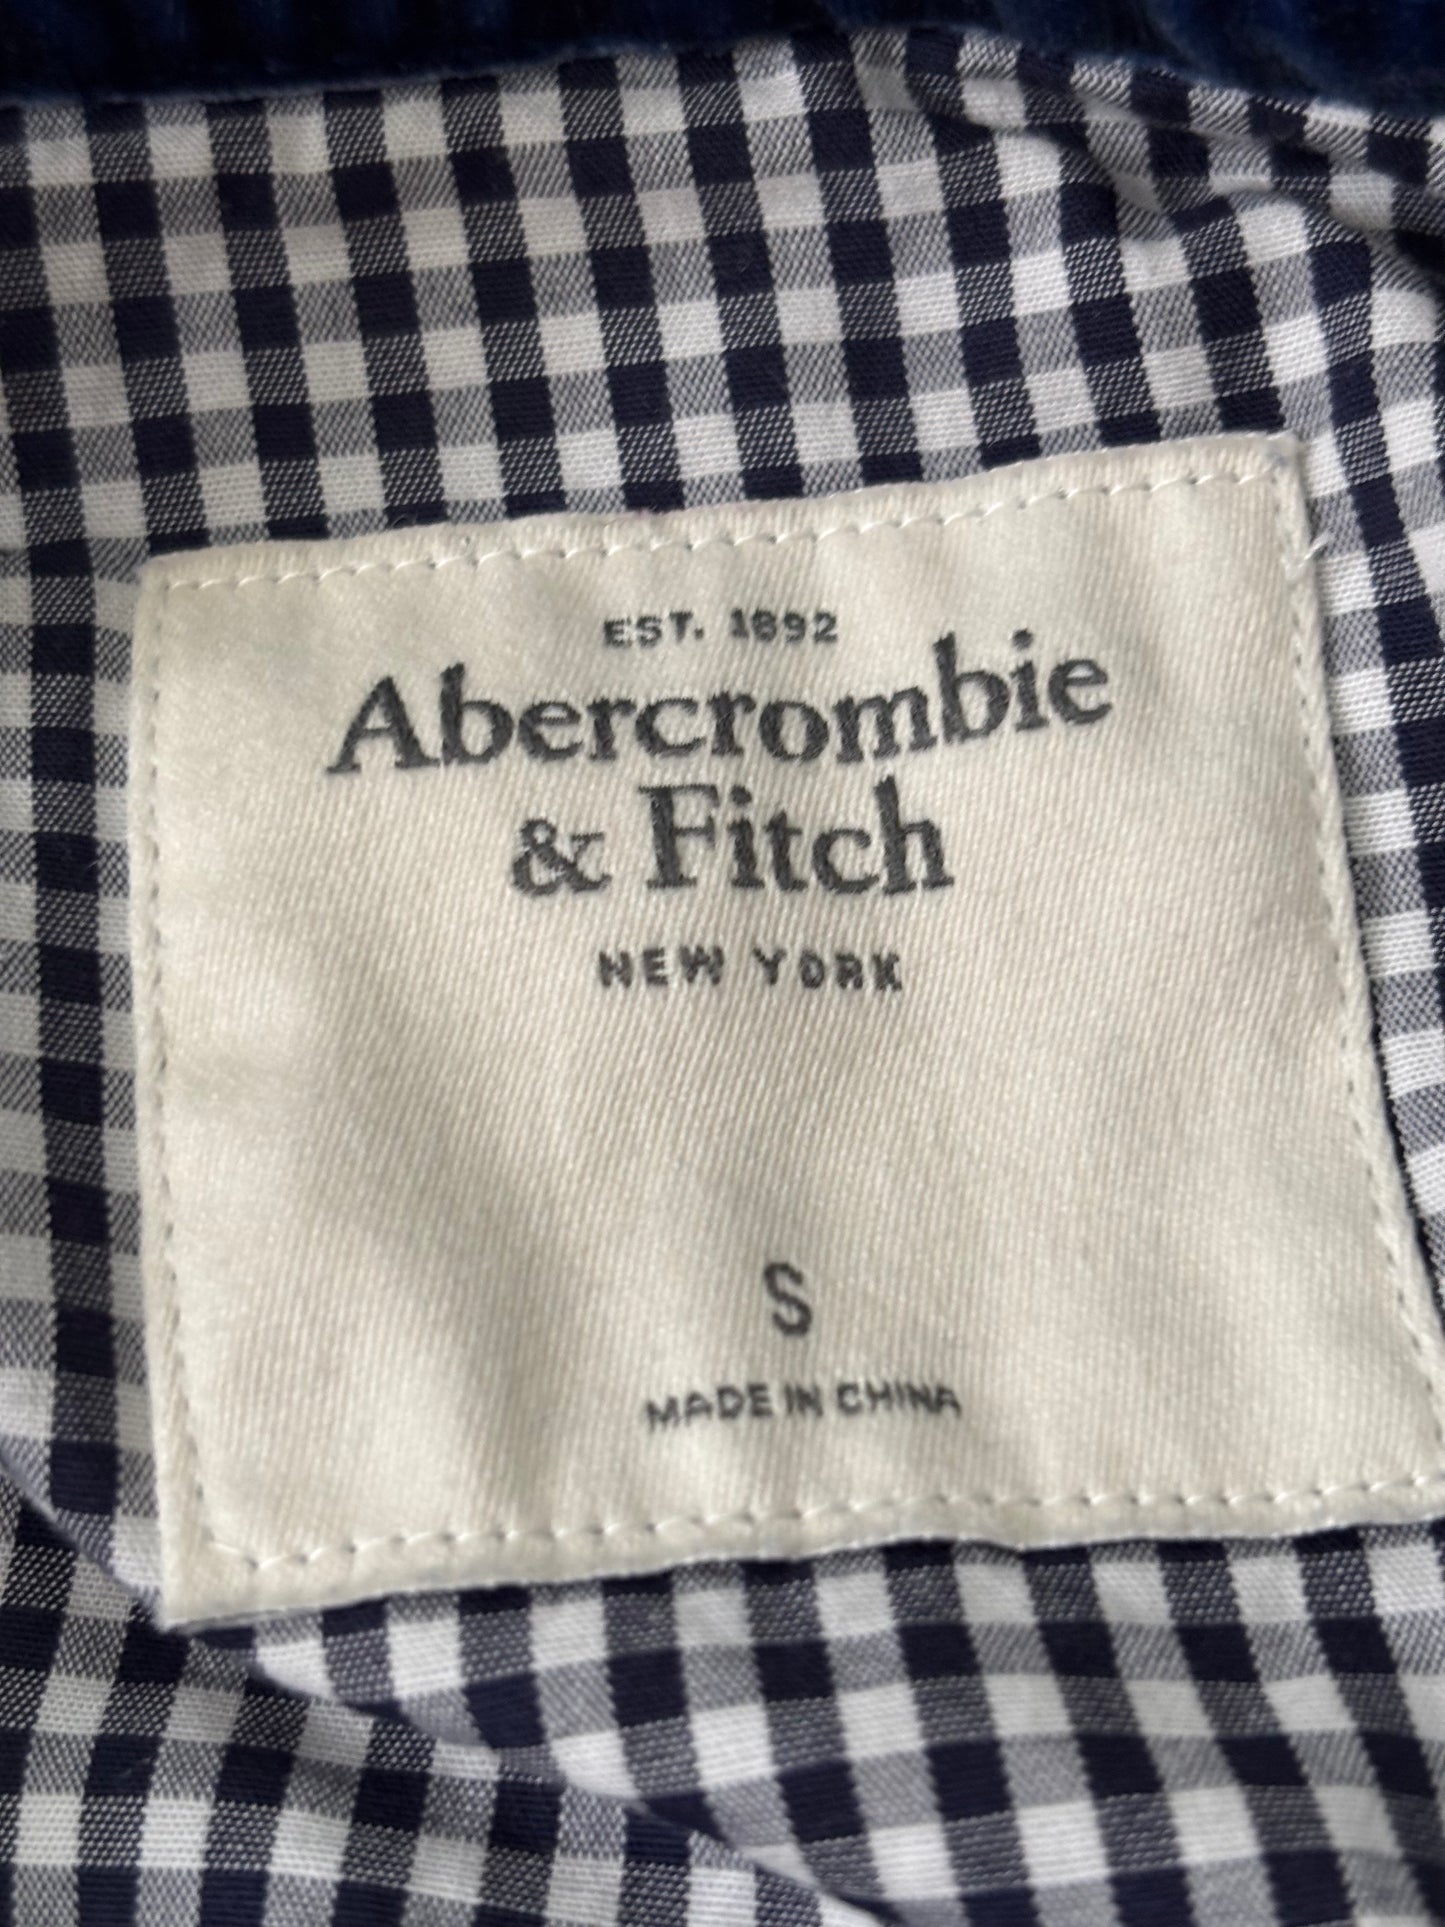 EST. 1892
Abercrombie
& Fitch
NEW YORK
S
MADE IN CHINA